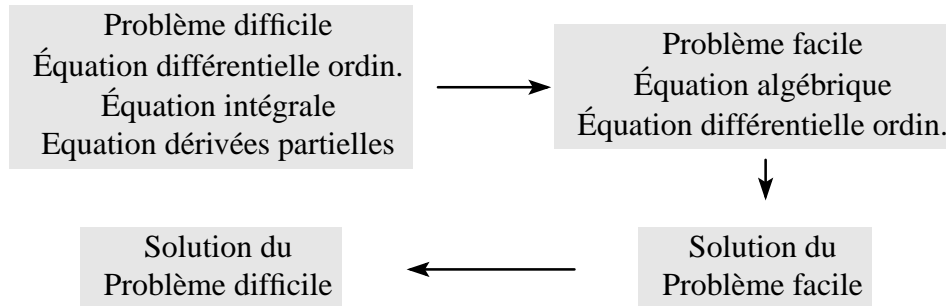 Problème difficile
Équation différentielle ordin.
Équation intégrale
Equation dérivées partielles
Problème facile
Équation algébrique
Équation différentielle ordin.
Solution du
Problème difficile
Solution du
Problème facile